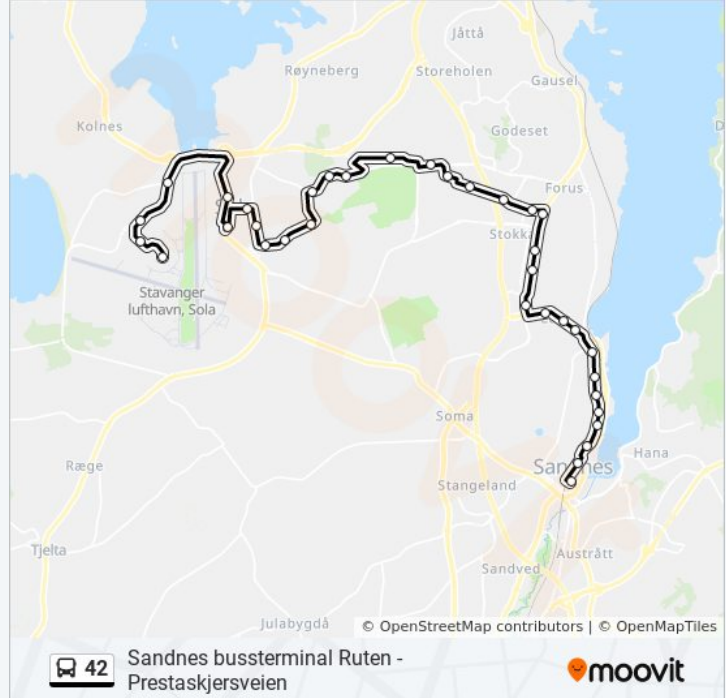 Jåttå
Røyneberg
Storeholen
Gausel
Kolnes
Godeset
Forus
Stokka
Stavanger
lufthavn, Sola
Soma
Sandnes
Hana
Stangeland
Ræge
Tjelta
Austrått
Sandved
Julabygdå
© OpenStreetMap contributors | © OpenMapTiles
42
Sandnes bussterminal Ruten -
Prestaskjersveien
moovit